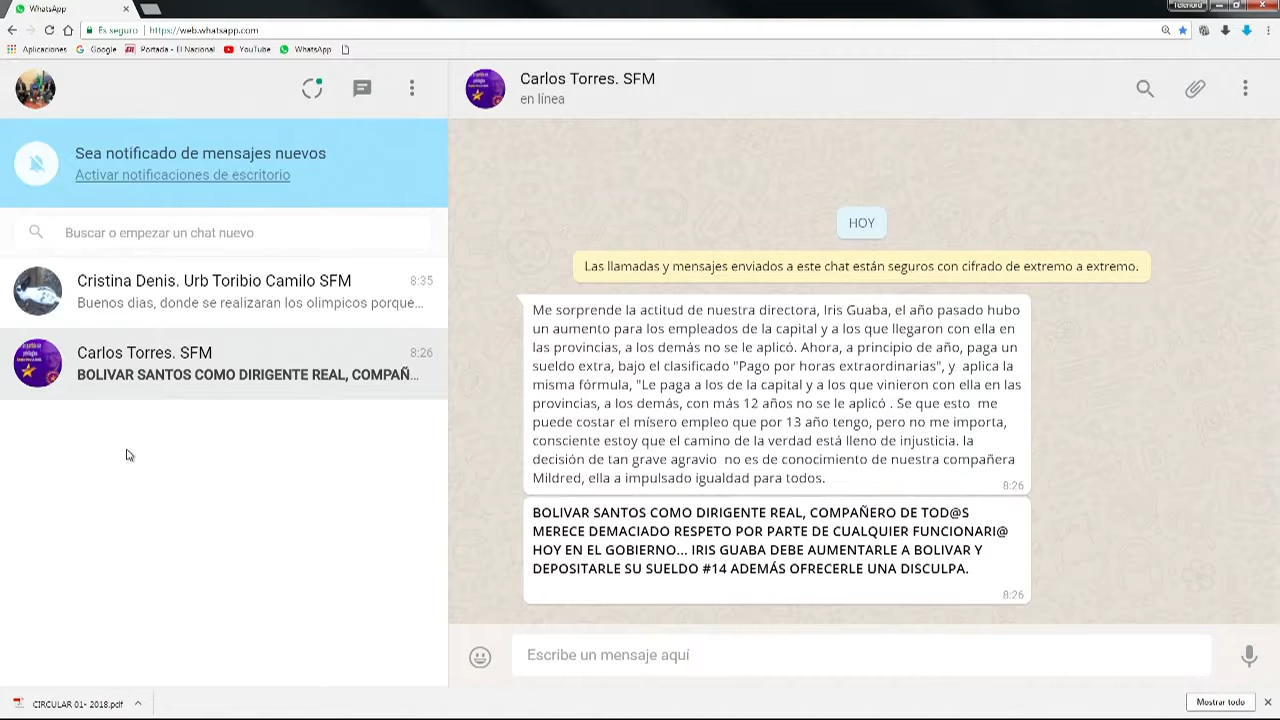 WhatsApp
Telenord
Es seguro | https://web.whatsapp.com
Aplicaciones Google Portada - El Nacional YouTube WhatsApp
Sea notificado de mensajes nuevos
Activar notificaciones de escritorio
Buscar o empezar un chat nuevo
Cristina Denis. Urb Toribio Camilo SFM 8:35
Buenos dias, donde se realizaran los olimpicos porque...
Carlos Torres. SFM 8:26
BOLIVAR SANTOS COMO DIRIGENTE REAL, COMPAÑ...
Carlos Torres. SFM
en línea
HOY
Las llamadas y mensajes enviados a este chat están seguros con cifrado de extremo a extremo.
Me sorprende la actitud de nuestra directora, Iris Guaba, el año pasado hubo
un aumento para los empleados de la capital y a los que llegaron con ella en
las provincias, a los demás no se le aplicó. Ahora, a principio de año, paga un
sueldo extra, bajo el clasificado "Pago por horas extraordinarias", y aplica la
misma fórmula, "Le paga a los de la capital y a los que vinieron con ella en las
provincias, a los demás, con más 12 años no se le aplicó . Se que esto me
puede costar el mísero empleo que por 13 año tengo, pero no me importa,
consciente estoy que el camino de la verdad está lleno de injusticia. la
decisión de tan grave agravio no es de conocimiento de nuestra compañera
Mildred, ella a impulsado igualdad para todos.
8:26
BOLIVAR SANTOS COMO DIRIGENTE REAL, COMPAÑERO DE TOD@S
MERECE DEMACIADO RESPETO POR PARTE DE CUALQUIER FUNCIONARI@
HOY EN EL GOBIERNO... IRIS GUABA DEBE AUMENTARLE A BOLIVAR Y
DEPOSITARLE SU SUELDO #14 ADEMÁS OFRECERLE UNA DISCULPA.
8:26
Escribe un mensaje aquí
CIRCULAR 01- 2018.pdf
Mostrar todo